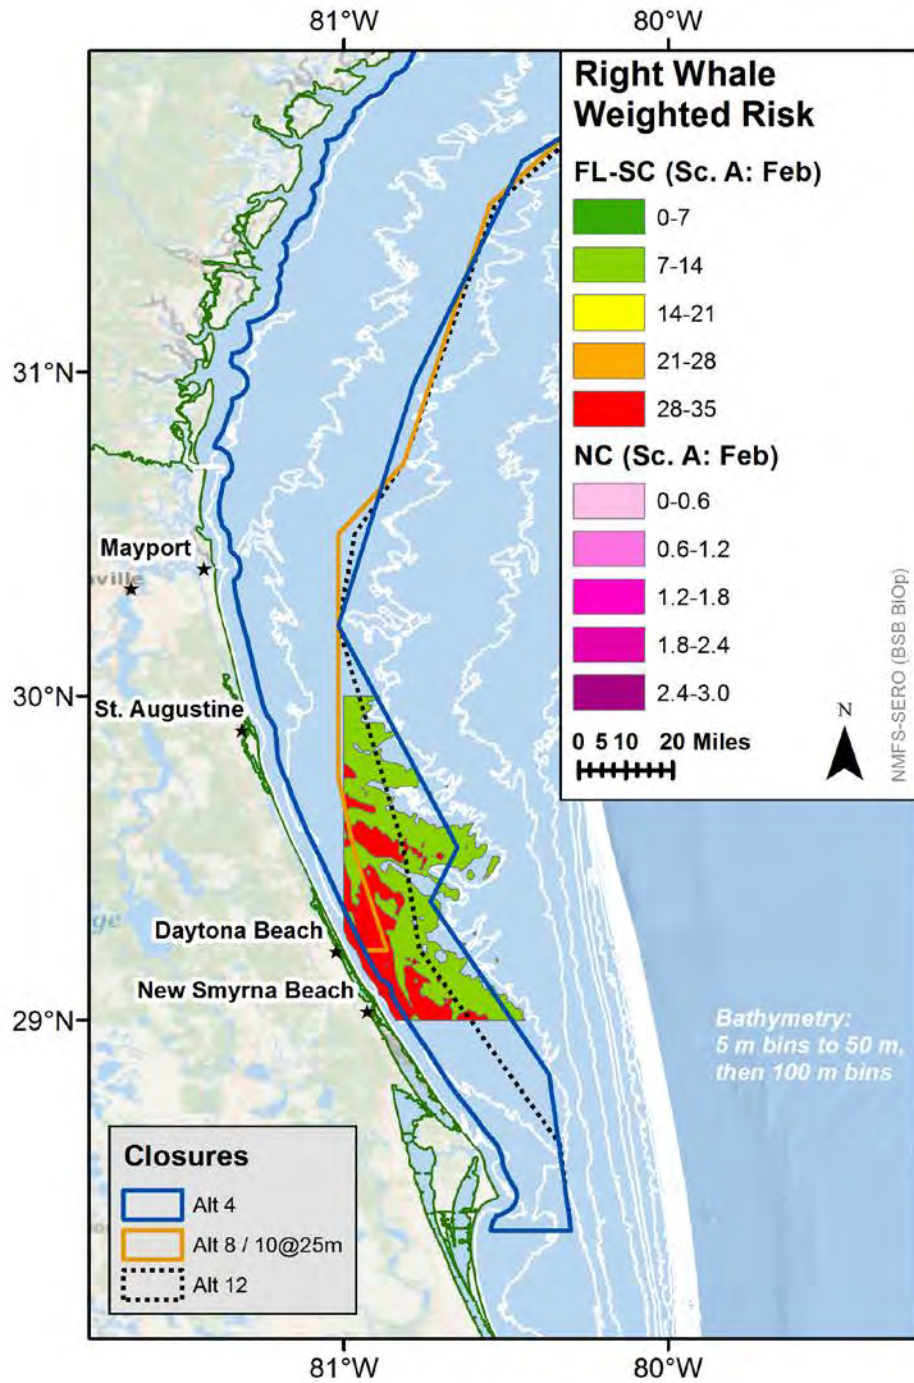 81°W
80°W
Right Whale
Weighted Risk
FL-SC (Sc. A: Feb)
0-7
7-14
14-21
21-28
28-35
31°N
NC (Sc. A: Feb)
0-0.6
0.6-1.2
1.2-1.8
1.8-2.4
2.4-3.0
NMFS-SERO (BSB BiOp)
Mayport
ville
30°N
St. Augustine
N
0 5 10 20 Miles
Daytona Beach
ge
New Smyrna Beach
29°N
Bathymetry:
5 m bins to 50 m,
then 100 m bins
Closures
Alt 4
Alt 8 / 10@25m
Alt 12
81°W
80°W